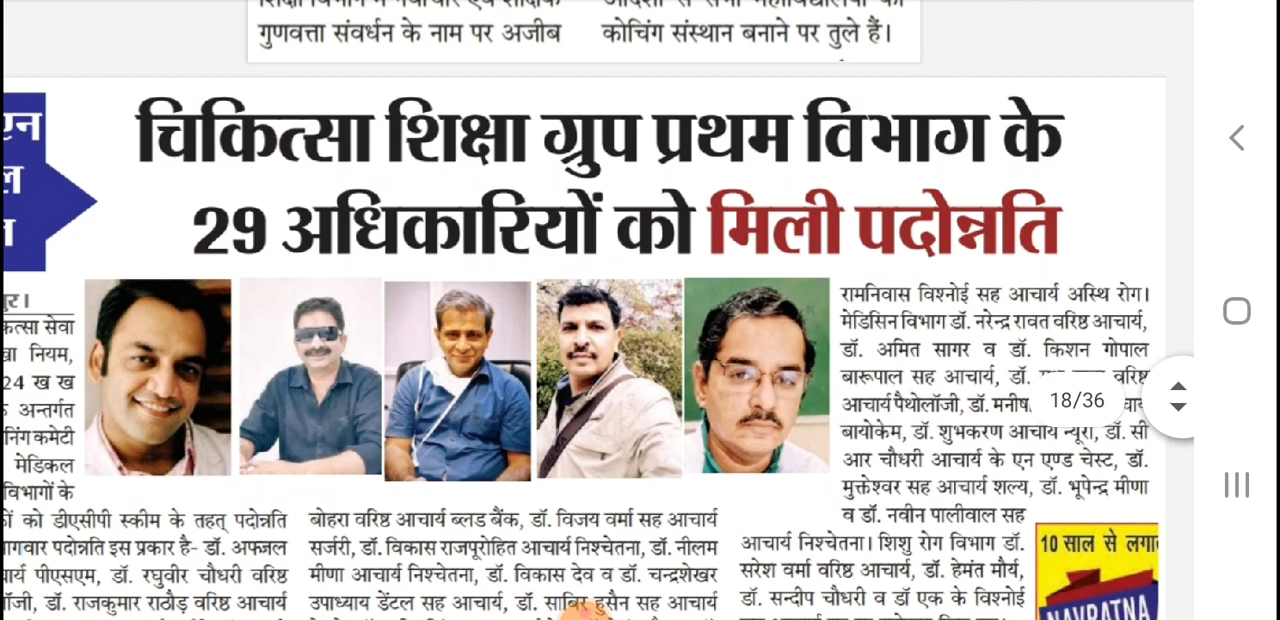 गुणवत्ता संवर्धन के नाम पर अजीब
कोचिंग संस्थान बनाने पर तुले हैं।
चिकित्सा शिक्षा ग्रुप प्रथम विभाग के
29 अधिकारियों को मिली पदोन्नति
कत्सा सेवा
नियम,
24 ख ख
अन्तर्गत
निंग कमेटी
मेडिकल
विभागों के
को डीएसीपी स्कीम के तहत् पदोन्नति
पदोन्नति इस प्रकार है- डॉ. अफ्जल
पीएसएम, डॉ. रघुवीर चौधरी वरिष्ठ
डॉ. राजकुमार राठौड़ वरिष्ठ आचार्य
बोहरा वरिष्ठ आचार्य ब्लड बैंक, डॉ. विजय वर्मा सह आचार्य
सर्जरी, डॉ. विकास राजपूरोहित आचार्य निश्चेतना, डॉ. नीलम
मीणा आचार्य निश्चेतना, डॉ. विकास देव व डॉ. चन्द्रशेखर
उपाध्याय डेंटल सह आचार्य, डॉ. साबिर हुसैन सह आचार्य
रामनिवास विश्नोई सह आचार्य अस्थि रोग।
मेडिसिन विभाग डॉ. नरेन्द्र रावत वरिष्ठ आचार्य,
डॉ. अमित सागर व डॉ. किशन गोपाल
बारूपाल सह आचार्य, डॉ. वरिष्ठ
आचार्य पैथोलॉजी, डॉ. मनीष
18/36
बायोकेम, डॉ. शुभकरण आचार्य न्यूरो, डॉ. सी
आर चौधरी आचार्य के एन एण्ड चेस्ट, डॉ.
मुक्तेश्वर सह आचार्य शल्य, डॉ. भूपेन्द्र मीणा
व डॉ. नवीन पालीवाल सह
आचार्य निश्चेतना। शिशु रोग विभाग डॉ.
सरेश वर्मा वरिष्ठ आचार्य, डॉ. हेमंत मौर्य,
डॉ. सन्दीप चौधरी व डॉ एक के विश्नोई
10 साल से
NAVRATNA